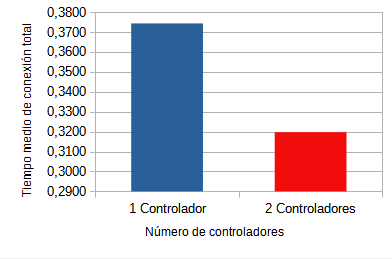 Tiempo medio de conexión total
0,3800
0,3700
0,3600
0,3500
0,3400
0,3300
0,3200
0,3100
0,3000
0,2900
1 Controlador
2 Controladores
Número de controladores